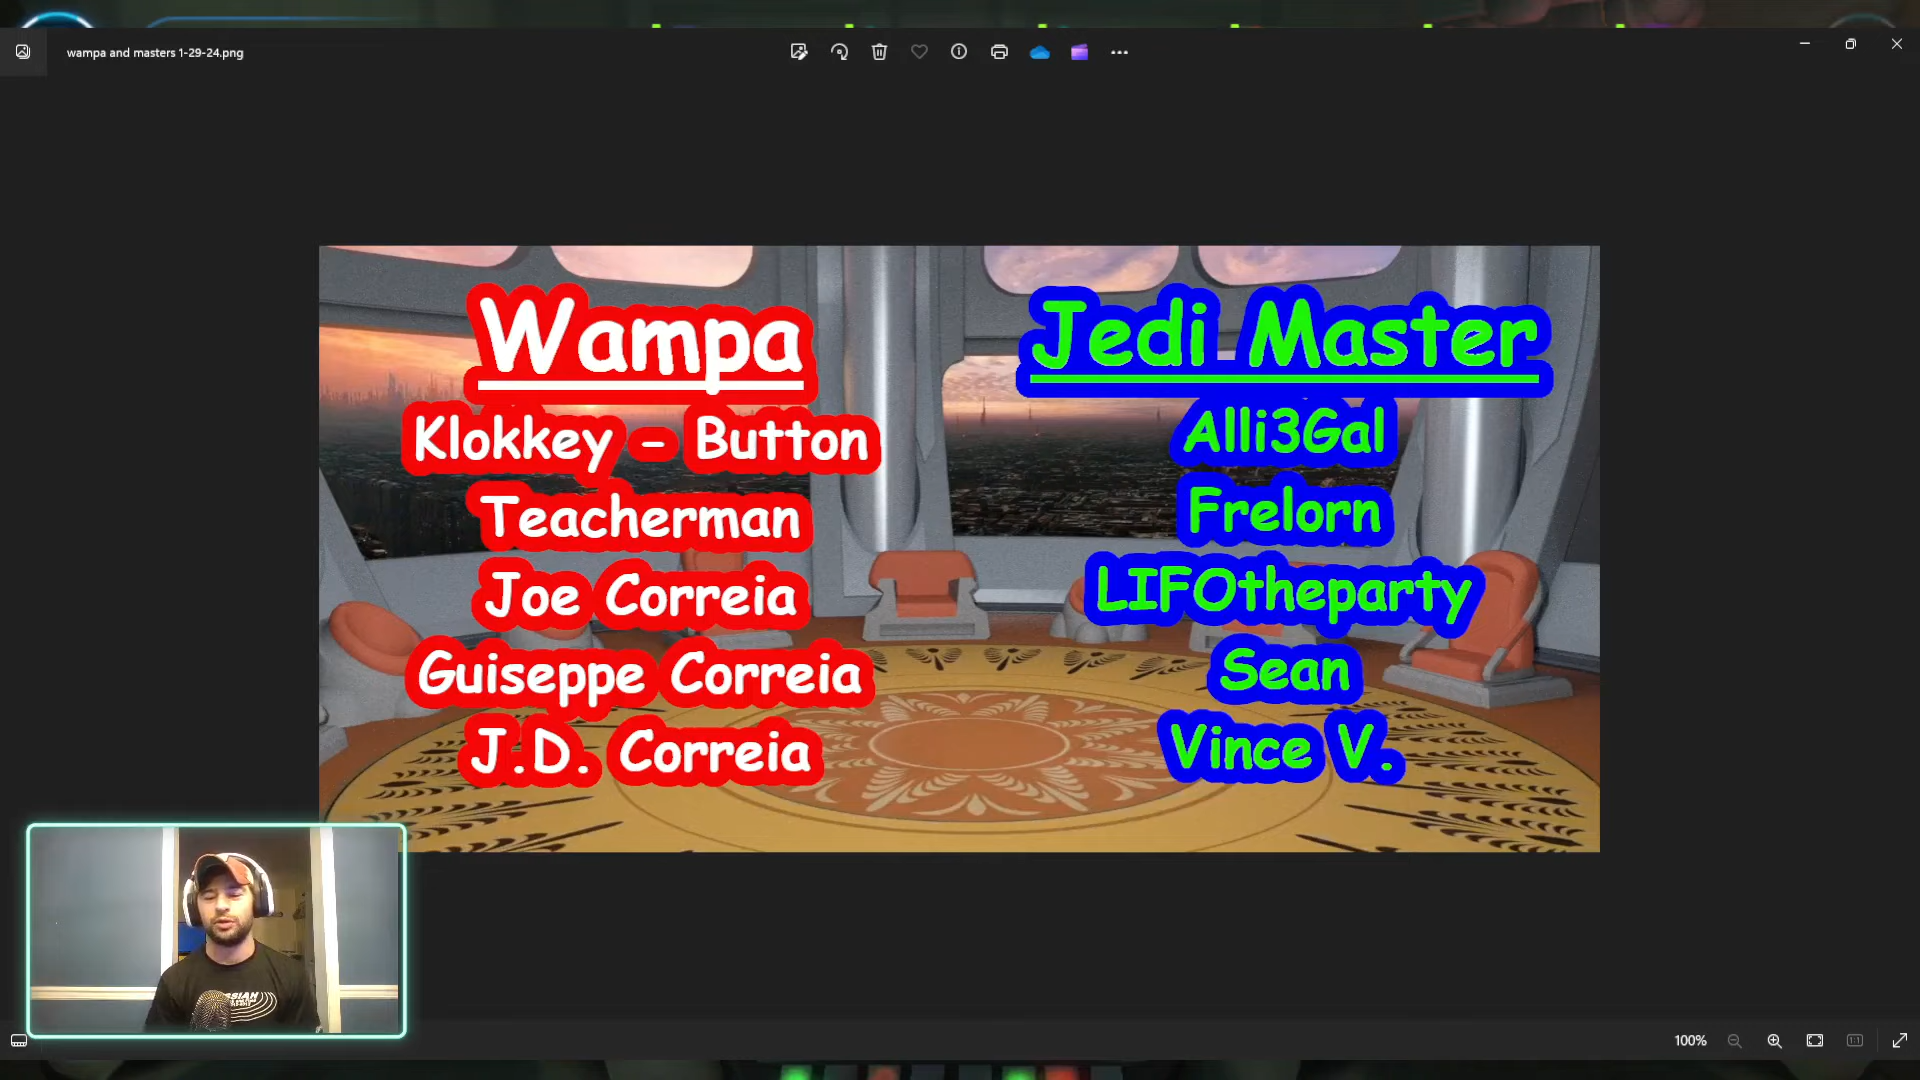 wampa and masters 1-29-24.png
Wampa
Klokkey - Button
Teacherman
Joe Correia
Guiseppe Correia
J.D. Correia
Jedi Master
Alli3Gal
Frelorn
LIFOtheparty
Sean
Vince V.
100%